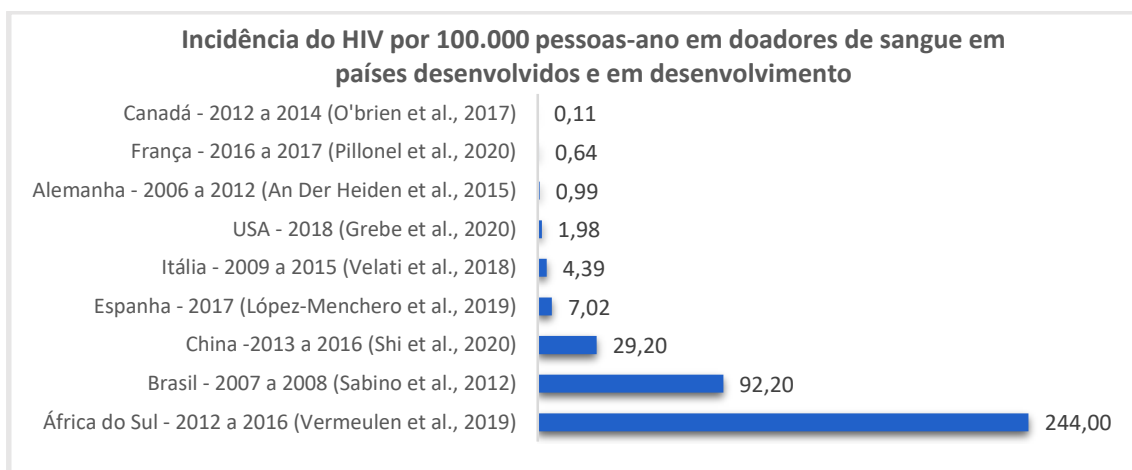 Incidência do HIV por 100.000 pessoas-ano em doadores de sangue em
países desenvolvidos e em desenvolvimento
Canadá - 2012 a 2014 (O'brien et al., 2017) 0,11
França - 2016 a 2017 (Pillonel et al., 2020) 0,64
Alemanha - 2006 a 2012 (An Der Heiden et al., 2015) 0,99
USA - 2018 (Grebe et al., 2020) 1,98
Itália - 2009 a 2015 (Velati et al., 2018) 4,39
Espanha - 2017 (López-Menchero et al., 2019) 7,02
China -2013 a 2016 (Shi et al., 2020) 29,20
Brasil - 2007 a 2008 (Sabino et al., 2012) 92,20
África do Sul - 2012 a 2016 (Vermeulen et al., 2019) 244,00